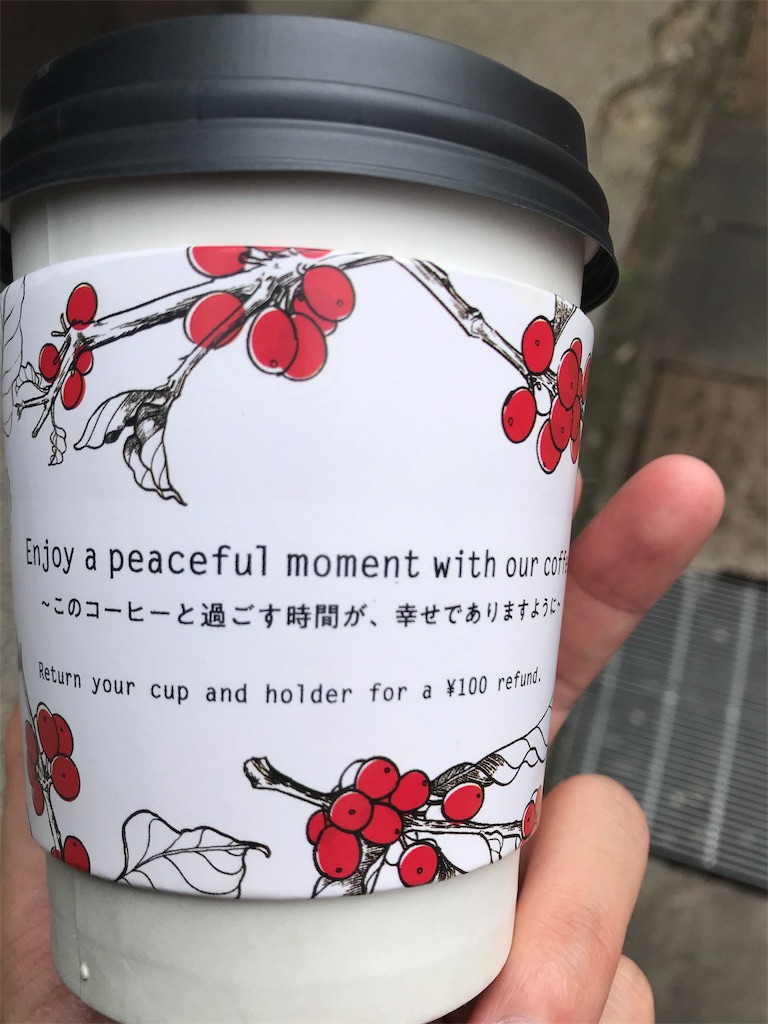 Enjoy a peaceful moment with our coffe
~このコーヒーと過ごす時間が、幸せでありますように~
Return your cup and holder for a ¥100 refund.